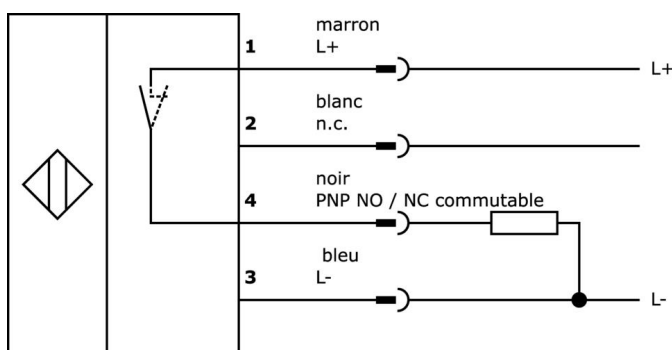 marron
1 L+
L+
blanc
2 n.c.
noir
4 PNP NO / NC commutable
bleu
3 L-
L-